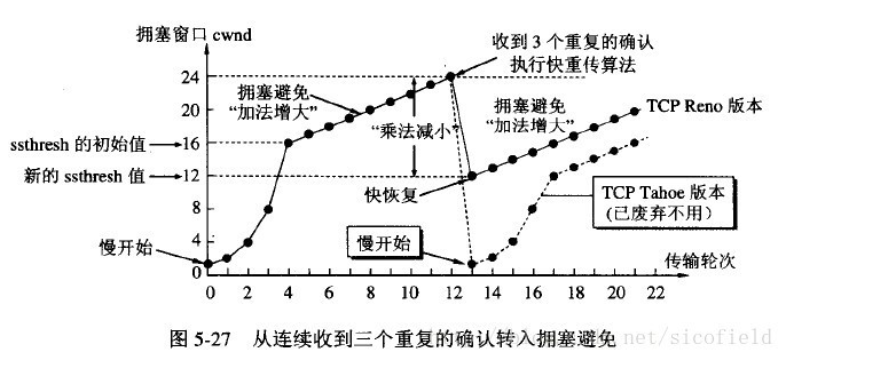 拥塞窗口 cwnd
收到 3 个重复的确认
执行快重传算法
24
拥塞避免
“加法增大”
20
拥塞避免
“加法增大”
TCP Reno 版本
“乘法减小”
ssthresh 的初始值
16
新的 ssthresh 值
12
快恢复
TCP Tahoe 版本
(已废弃不用)
8
慢开始
4
慢开始
传输轮次
0
0 2 4 6 8 10 12 14 16 18 20 22
图 5-27 从连续收到三个重复的确认转入拥塞避免
.net/sicofield